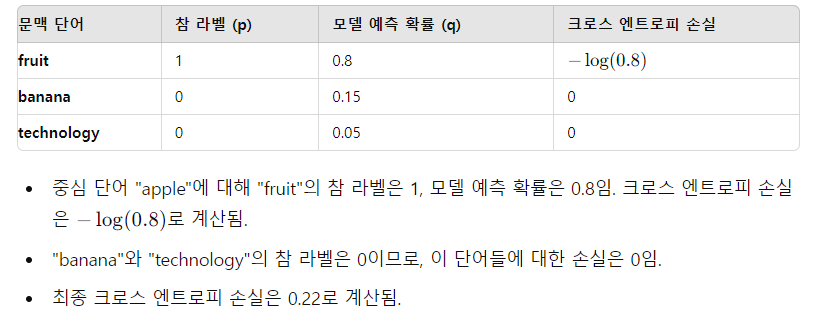 문맥 단어 참 라벨 (p) 모델 예측 확률 (q) 크로스 엔트로피 손실
fruit 1 0.8 − log(0.8)
banana 0 0.15 0
technology 0 0.05 0
• 중심 단어 "apple"에 대해 "fruit"의 참 라벨은 1, 모델 예측 확률은 0.8임. 크로스 엔트로피 손실
은 − log(0.8)로 계산됨.
• "banana"와 "technology"의 참 라벨은 0이므로, 이 단어들에 대한 손실은 0임.
• 최종 크로스 엔트로피 손실은 0.22로 계산됨.